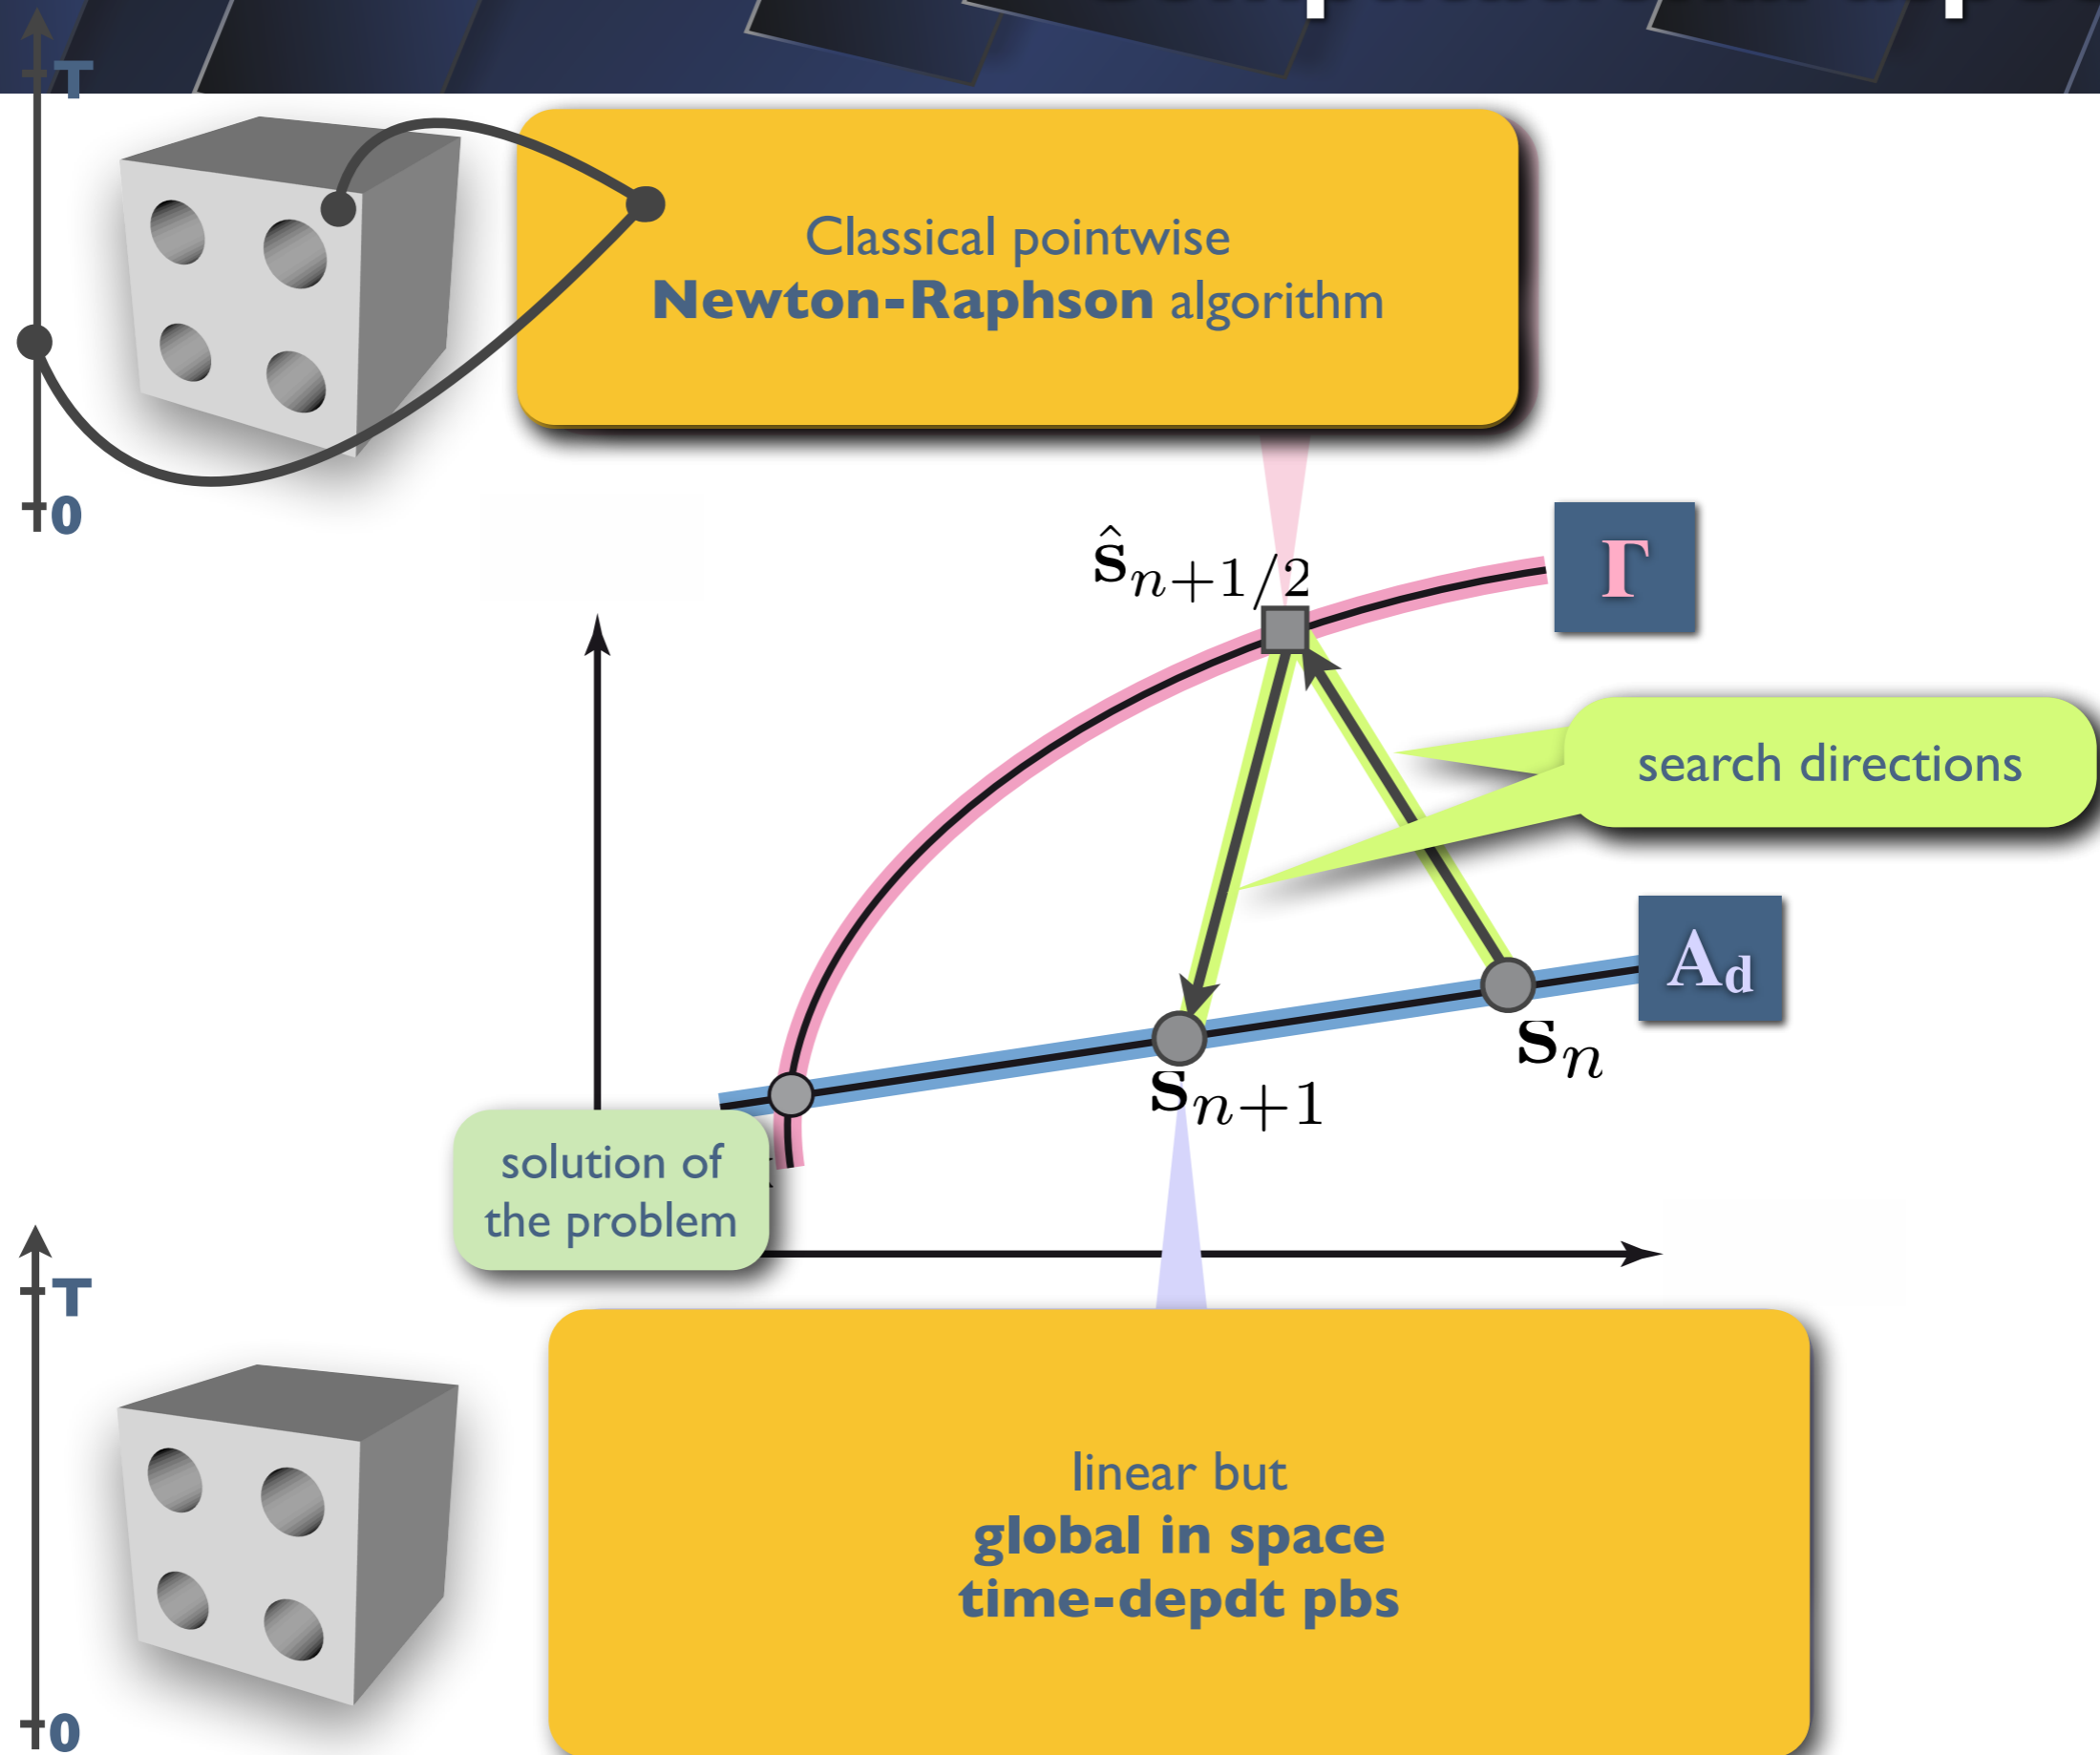 T
Classical pointwise
Newton-Raphson algorithm
0
ŝn+1/2
Γ
search directions
Ad
sn
sn+1
solution of
the problem
T
linear but
global in space
time-depdt pbs
0